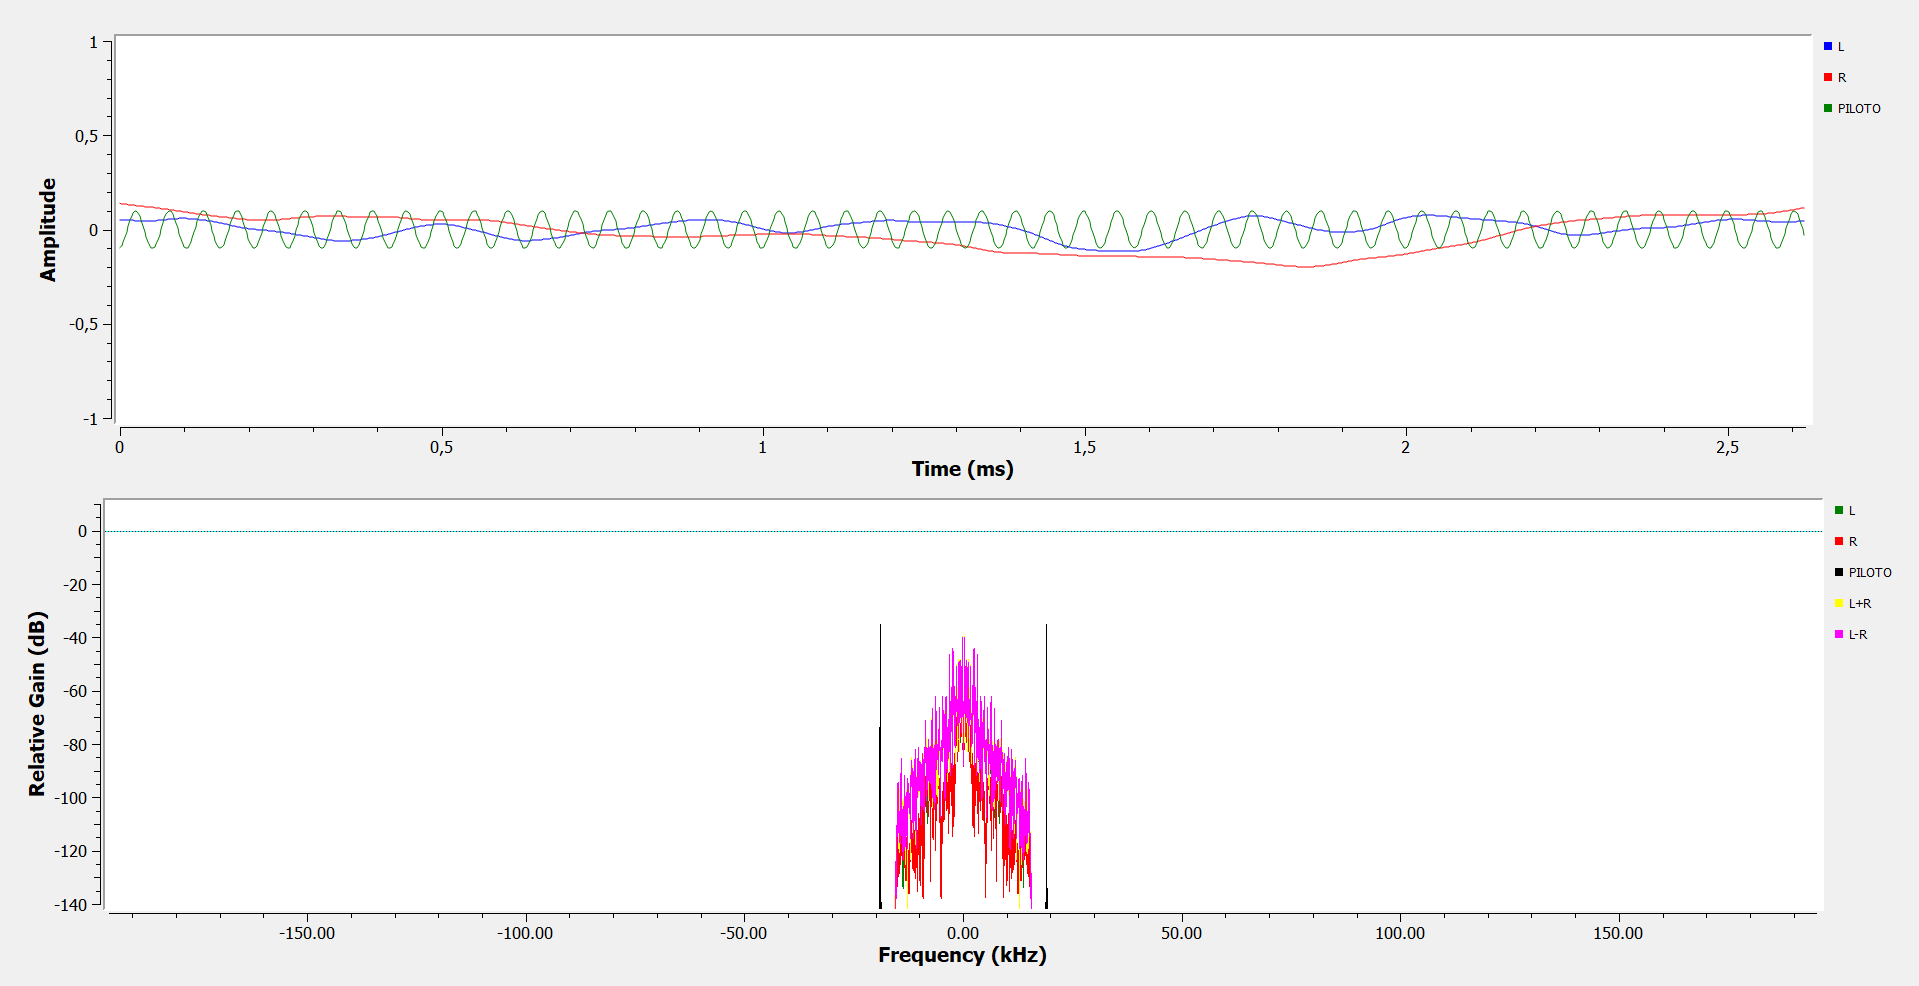 1
0,5
0
-0,5
-1
Amplitude
0 0,5 1 1,5 2 2,5
Time (ms)
L
R
PILOTO
0
-20
-40
-60
-80
-100
-120
-140
Relative Gain (dB)
-150.00 -100.00 -50.00 0.00 50.00 100.00 150.00
Frequency (kHz)
L
R
PILOTO
L+R
L-R